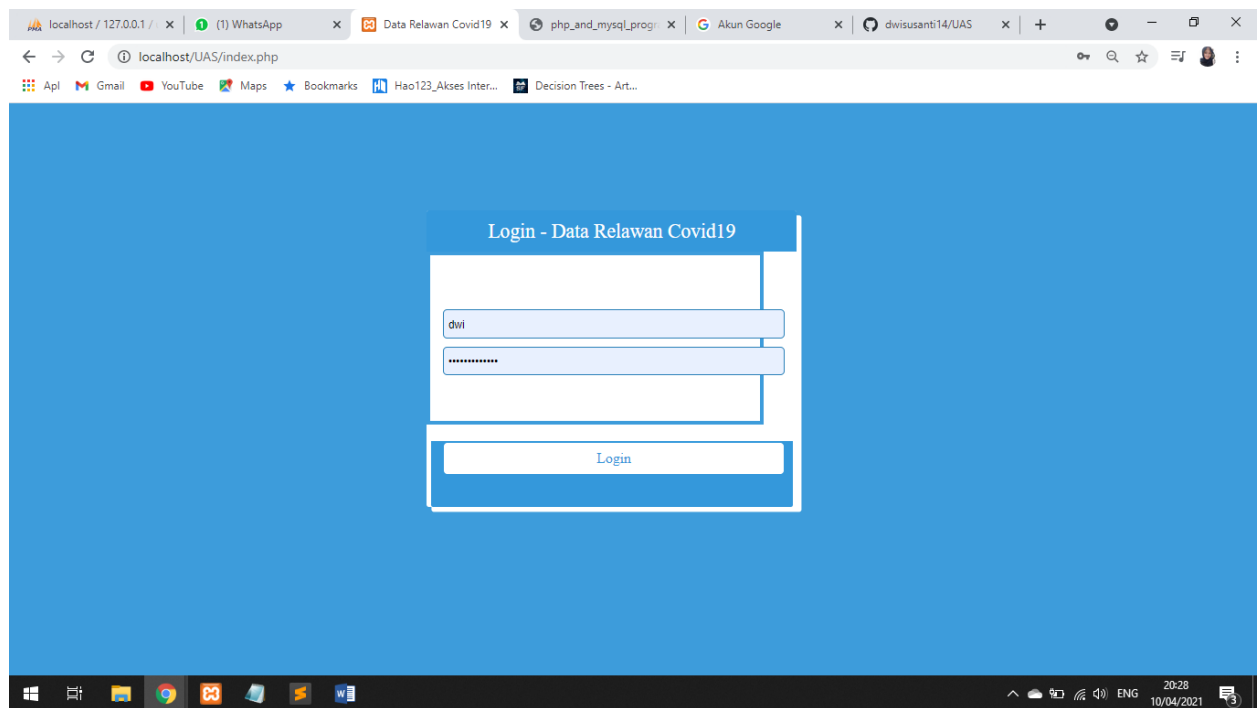 localhost / 127.0.0.1 /
(1) WhatsApp
Data Relawan Covid19
php_and_mysql_progr
Akun Google
dwisusanti14/UAS
localhost/UAS/index.php
Apl
Gmail
YouTube
Maps
Bookmarks
Hao123_Akses Inter...
Decision Trees - Art...
Login - Data Relawan Covid19
dwi
•••••••••••••
Login
ENG
20:28
10/04/2021
3